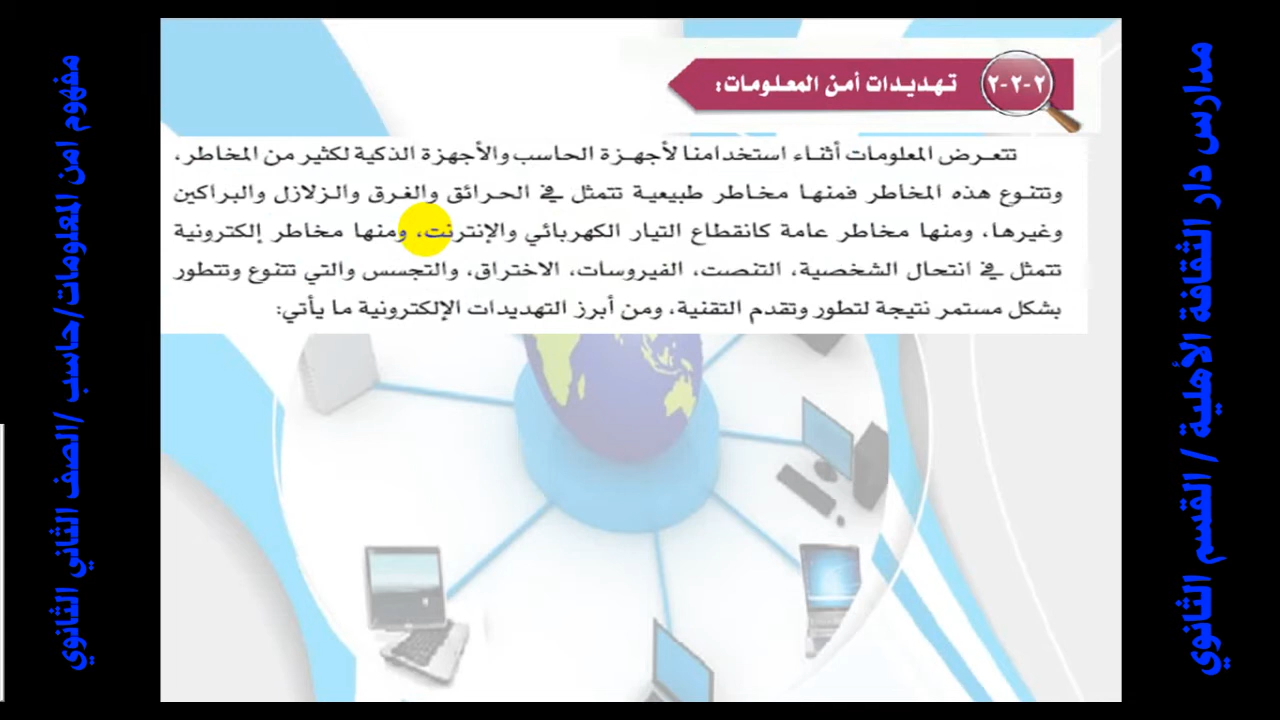 مدارس دار الثقافة الأهلية / القسم الثانوي
٢-٢-٢ تهديدات أمن المعلومات:
تتعرض المعلومات أثناء استخدامنا لأجهزة الحاسب والأجهزة الذكية لكثير من المخاطر،
وتتنوع هذه المخاطر فمنها مخاطر طبيعية تتمثل في الحرائق والغرق والزلازل والبراكين
وغيرها، ومنها مخاطر عامة كانقطاع التيار الكهربائي والإنترنت، ومنها مخاطر إلكترونية
تتمثل في انتحال الشخصية، التنصت، الفيروسات، الاختراق، والتجسس والتي تتنوع وتتطور
بشكل مستمر نتيجة لتطور وتقدم التقنية، ومن أبرز التهديدات الإلكترونية ما يأتي:
مفهوم امن المعلومات/حاسب /الصف الثاني الثانوي